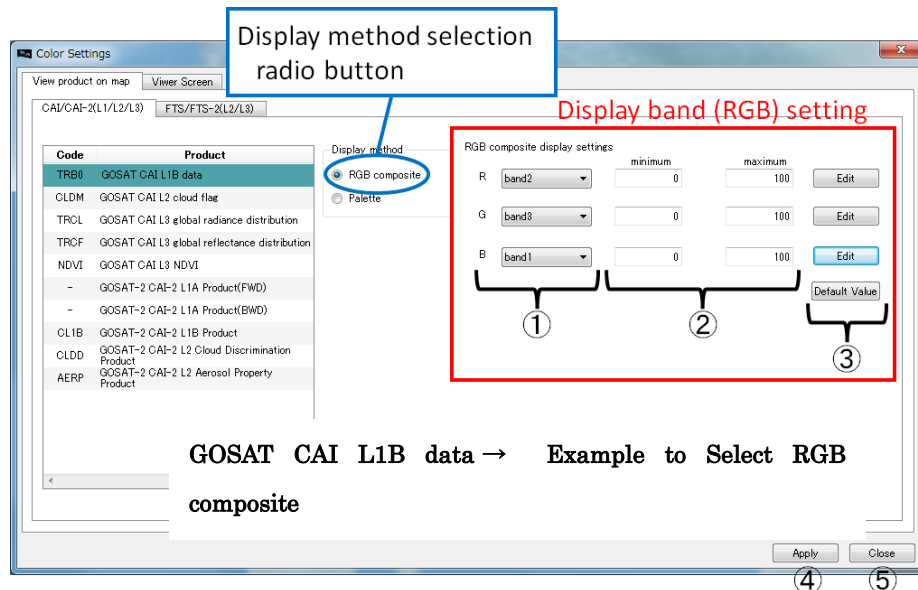 Display method selection
radio button
Color Settings
x
View product on map
Viwer Screen
CAI/CAI-2(L1/L2/L3)
FTS/FTS-2(L2/L3)
Display band (RGB) setting
Code Product
TRB0 GOSAT CAI L1B data
CLDM GOSAT CAI L2 cloud flag
TRCL GOSAT CAI L3 global radiance distribution
TRCF GOSAT CAI L3 global reflectance distribution
NDVI GOSAT CAI L3 NDVI
- GOSAT-2 CAI-2 L1A Product(FWD)
- GOSAT-2 CAI-2 L1A Product(BWD)
CL1B GOSAT-2 CAI-2 L1B Product
CLDD GOSAT-2 CAI-2 L2 Cloud Discrimination
Product
AERP GOSAT-2 CAI-2 L2 Aerosol Property
Product
Display method
RGB composite
Palette
RGB composite display settings
minimum maximum
R band2 0 100 Edit
G band3 0 100 Edit
B band1 0 100 Edit
Default Value
① ② ③
GOSAT CAI L1B data→ Example to Select RGB
composite
Apply Close
④ ⑤